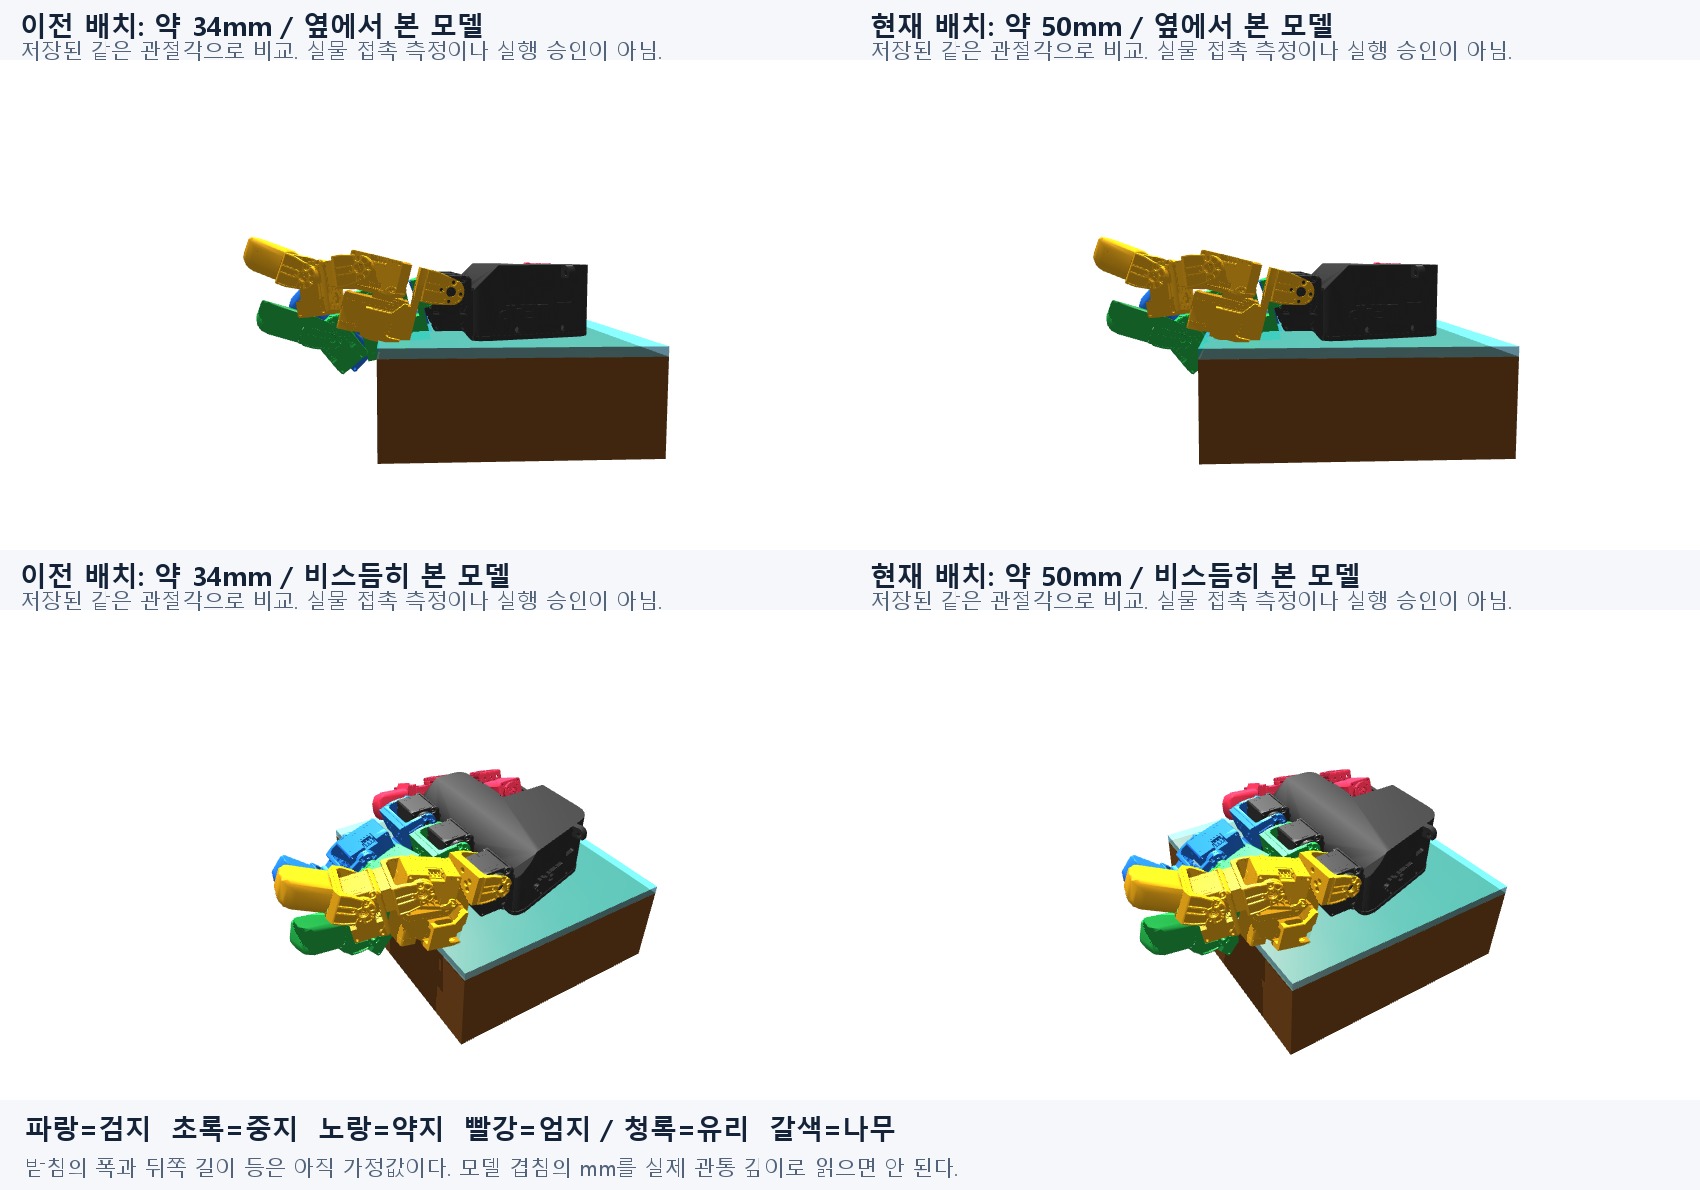 이전 배치: 약 34mm / 옆에서 본 모델
저장된 같은 관절각으로 비교. 실물 접촉 측정이나 실행 승인이 아님.
현재 배치: 약 50mm / 옆에서 본 모델
저장된 같은 관절각으로 비교. 실물 접촉 측정이나 실행 승인이 아님.
이전 배치: 약 34mm / 비스듬히 본 모델
저장된 같은 관절각으로 비교. 실물 접촉 측정이나 실행 승인이 아님.
현재 배치: 약 50mm / 비스듬히 본 모델
저장된 같은 관절각으로 비교. 실물 접촉 측정이나 실행 승인이 아님.
파랑=검지 초록=중지 노랑=약지 빨강=엄지 / 청록=유리 갈색=나무
받침의 폭과 뒤쪽 길이 등은 아직 가정값이다. 모델 겹침의 mm를 실제 관통 깊이로 읽으면 안 된다.